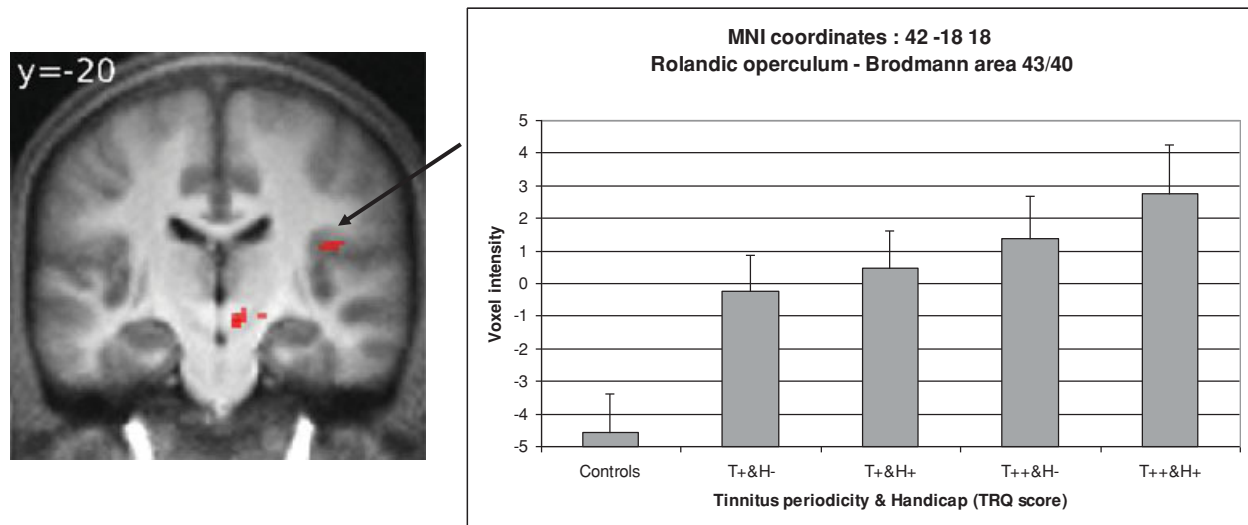 y=-20
MNI coordinates : 42 -18 18
Rolandic operculum - Brodmann area 43/40
Voxel intensity
5
4
3
2
1
0
-1
-2
-3
-4
-5
Controls T+&H- T+&H+ T++&H- T++&H+
Tinnitus periodicity & Handicap (TRQ score)